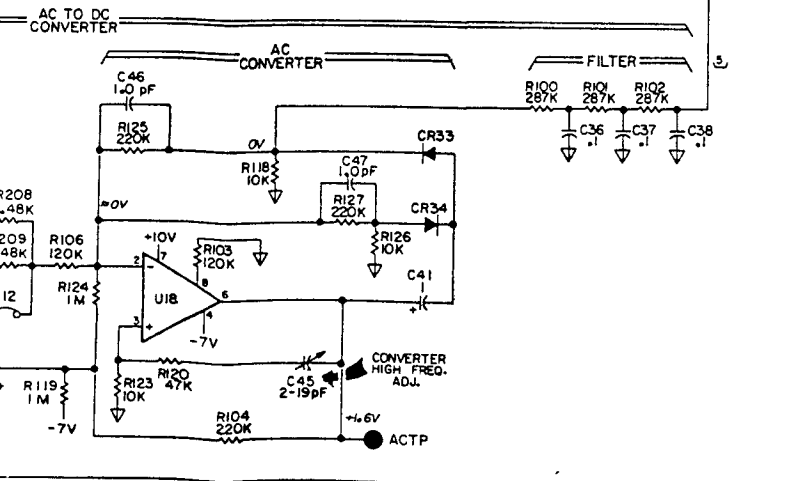 AC TO DC
CONVERTER
AC
CONVERTER
FILTER
5
C46
1.0 pF
R125
220K
0V
R118
10K
CR33
R100
287K
R101
287K
R102
287K
C36
.1
C37
.1
C38
.1
C47
1.0pF
R127
220K
CR34
R126
10K
≈0V
R208
.48K
209
48K
R106
120K
+10V
7
R103
120K
2
−
U18
8
6
4
-7V
3
+
R124
1M
12
C41
+
R120
47K
C45
2-19pF
CONVERTER
HIGH FREQ.
ADJ.
R123
10K
R119
1M
-7V
+
R104
220K
+1.6V
ACTP